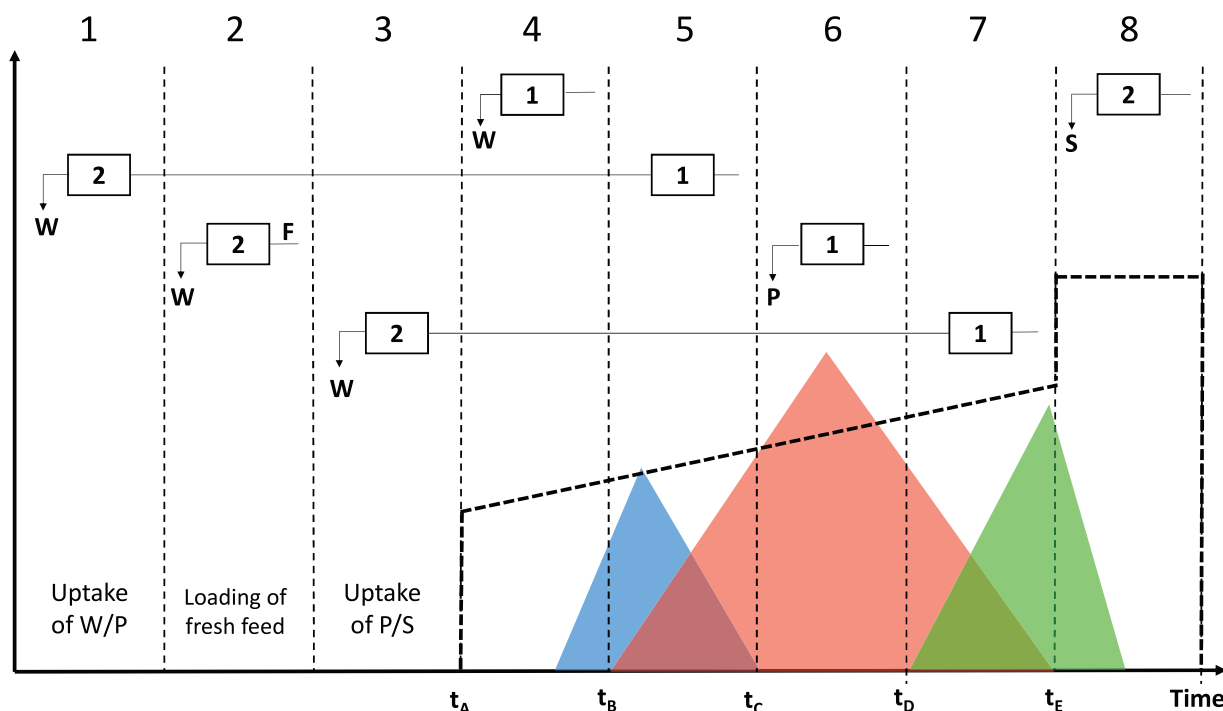 1 2 3 4 5 6 7 8
1
2
W
S
2
1
W
2
F
1
W
P
2
1
W
Uptake
of W/P
Loading of
fresh feed
Uptake
of P/S
tA tB tC tD tE Time